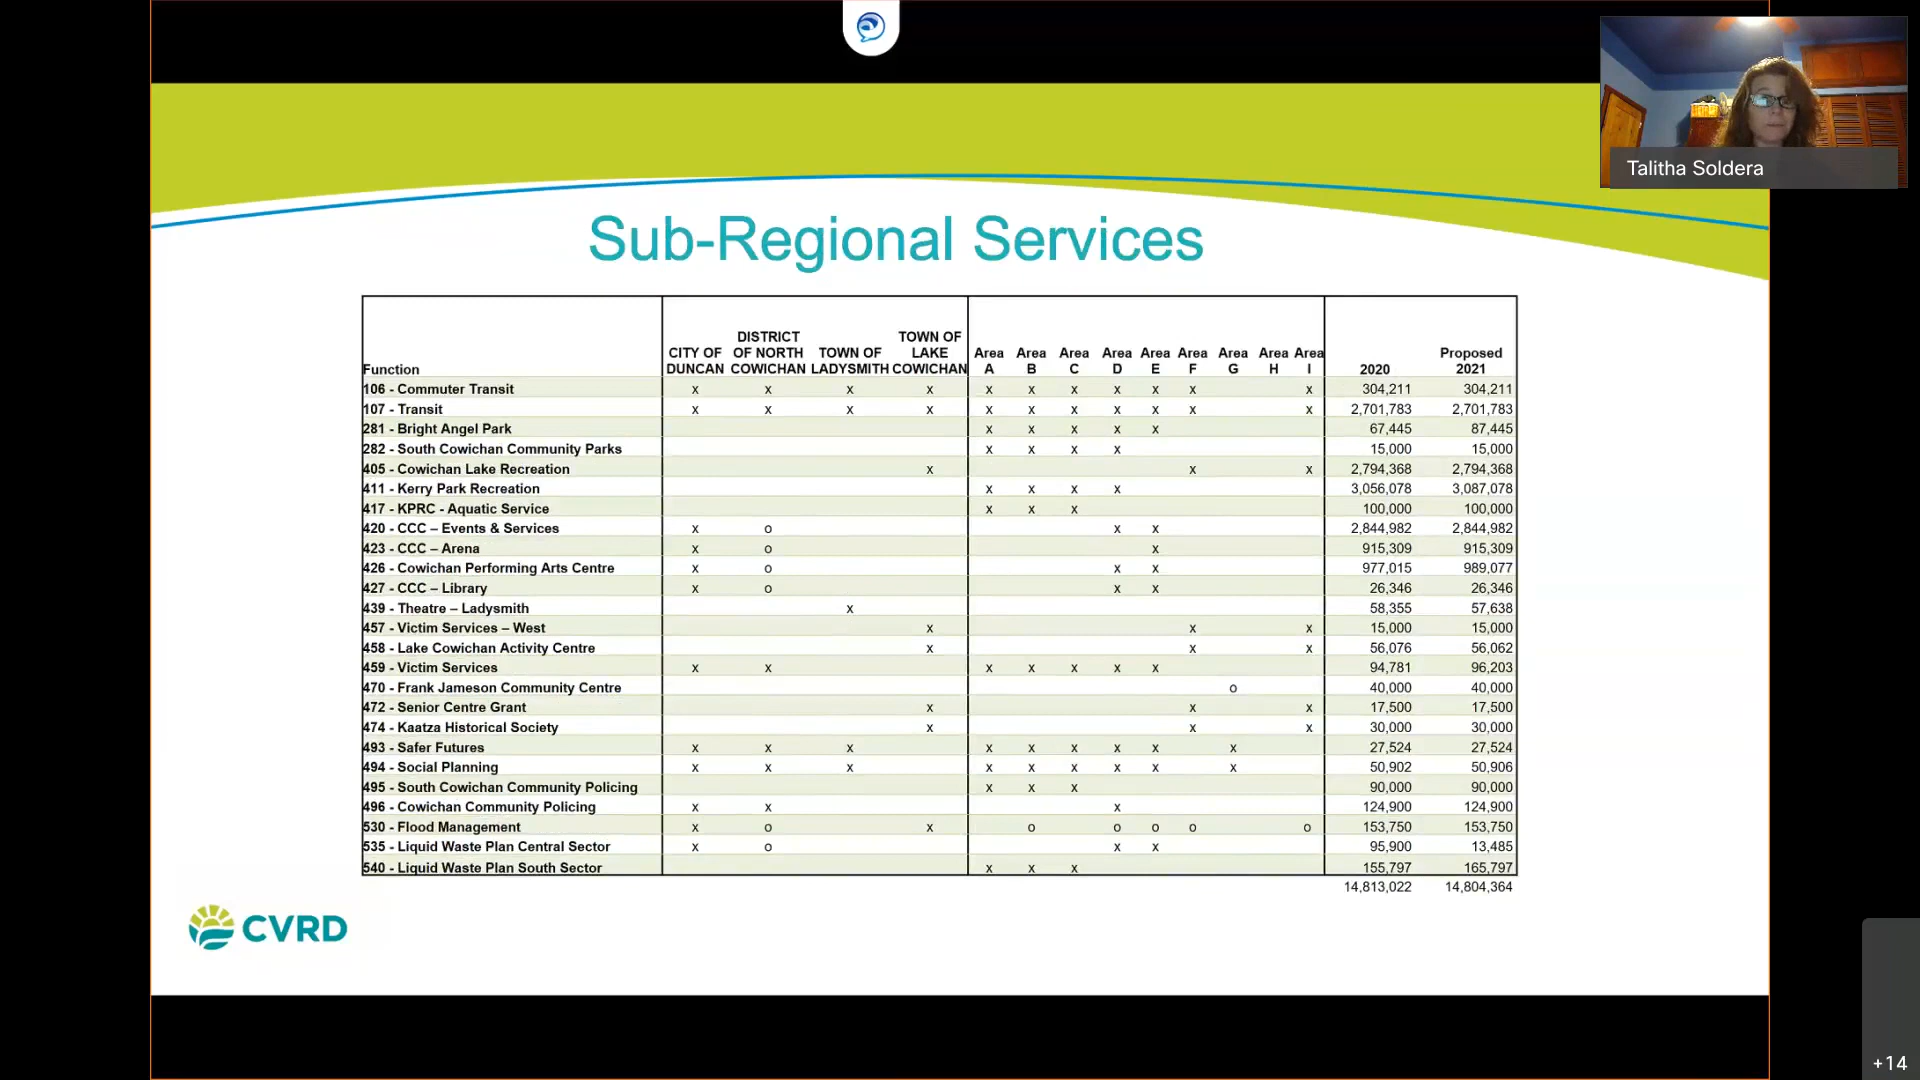 Talitha Soldera
Sub-Regional Services
Function CITY OF DUNCAN DISTRICT OF NORTH COWICHAN TOWN OF LADYSMITH TOWN OF LAKE COWICHAN Area A Area B Area C Area D Area E Area F Area G Area H Area I 2020 Proposed 2021
106 - Commuter Transit x x x x x x x x x x x 304,211 304,211
107 - Transit x x x x x x x x x x x 2,701,783 2,701,783
281 - Bright Angel Park x x x x x 67,445 87,445
282 - South Cowichan Community Parks x x x x 15,000 15,000
405 - Cowichan Lake Recreation x x x 2,794,368 2,794,368
411 - Kerry Park Recreation x x x x 3,056,078 3,087,078
417 - KPRC - Aquatic Service x x x 100,000 100,000
420 - CCC – Events & Services x o x x 2,844,982 2,844,982
423 - CCC – Arena x o x 915,309 915,309
426 - Cowichan Performing Arts Centre x o x x 977,015 989,077
427 - CCC – Library x o x x 26,346 26,346
439 - Theatre – Ladysmith x 58,355 57,638
457 - Victim Services – West x x x 15,000 15,000
458 - Lake Cowichan Activity Centre x x x 56,076 56,062
459 - Victim Services x x x x x x x 94,781 96,203
470 - Frank Jameson Community Centre o 40,000 40,000
472 - Senior Centre Grant x x x 17,500 17,500
474 - Kaatza Historical Society x x x 30,000 30,000
493 - Safer Futures x x x x x x x x x 27,524 27,524
494 - Social Planning x x x x x x x x x 50,902 50,906
495 - South Cowichan Community Policing x x x 90,000 90,000
496 - Cowichan Community Policing x x x 124,900 124,900
530 - Flood Management x o x o o o o o 153,750 153,750
535 - Liquid Waste Plan Central Sector x o x x 95,900 13,485
540 - Liquid Waste Plan South Sector x x x 155,797 165,797
14,813,022 14,804,364
CVRD
+14